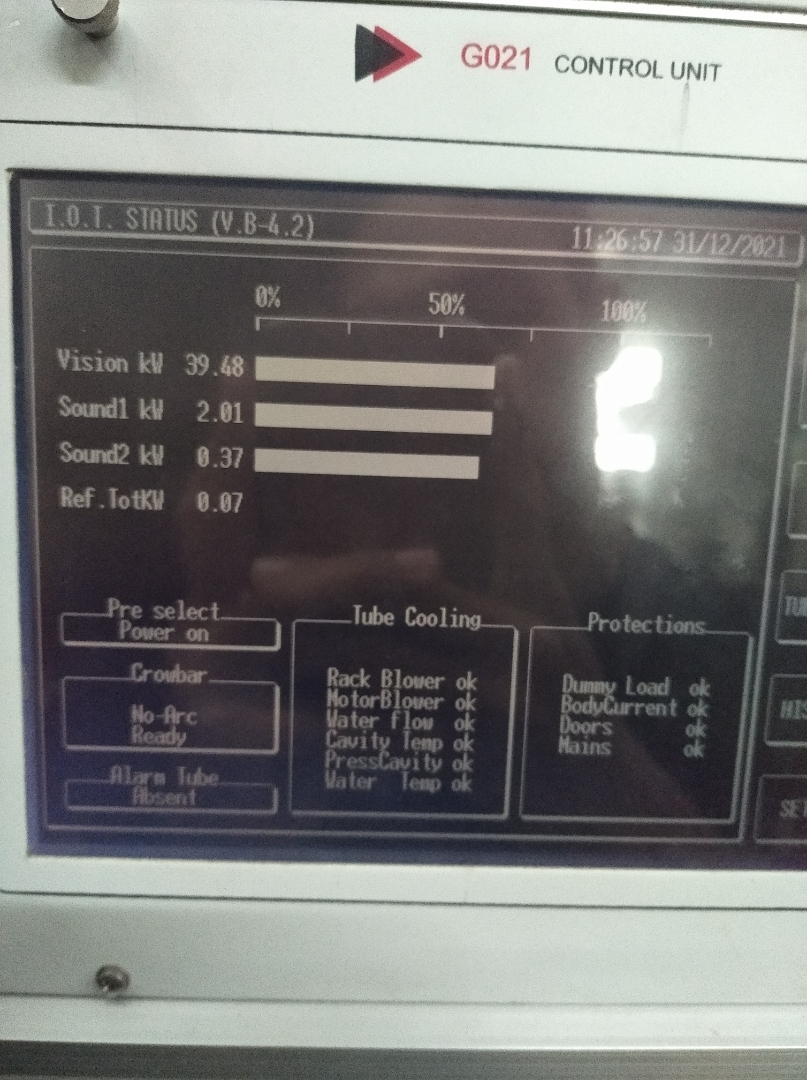 G021 CONTROL UNIT
I.O.T. STATUS (V.B-4.2) 11:26:57 31/12/2021
0% 50% 100%
Vision kW 39.48
Sound1 kW 2.01
Sound2 kW 0.37
Ref.TotKW 0.07
Pre select
Power on
Crowbar
No-Arc
Ready
Alarm Tube
Absent
Tube Cooling
Rack Blower ok
MotorBlower ok
Water flow ok
Cavity Temp ok
PressCavity ok
Water Temp ok
Protections
Dummy Load ok
BodyCurrent ok
Doors ok
Mains ok